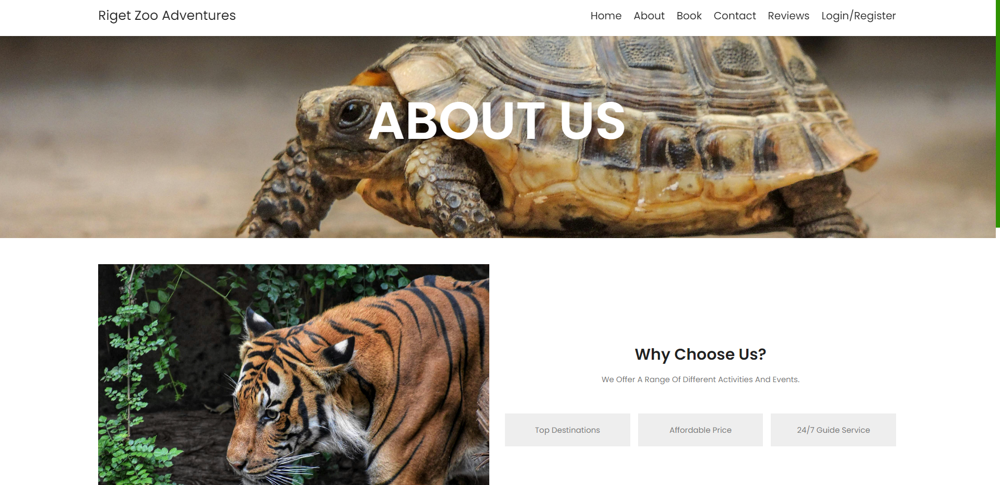 Riget Zoo Adventures
Home About Book Contact Reviews Login/Register
ABOUT US
Why Choose Us?
We Offer A Range Of Different Activities And Events.
Top Destinations
Affordable Price
24/7 Guide Service